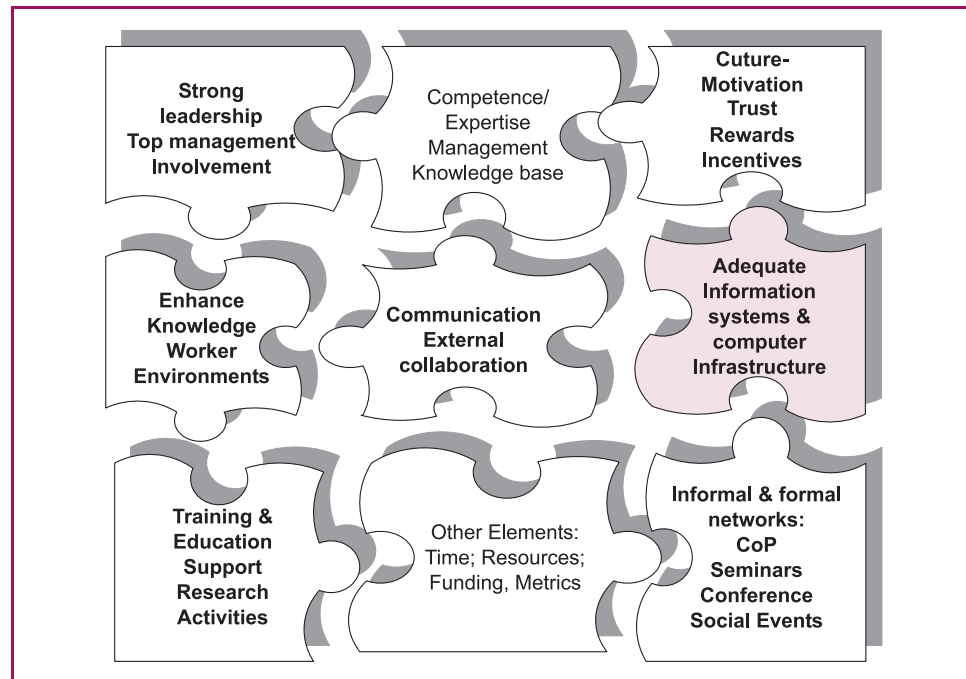 Strong
leadership
Top management
Involvement
Competence/
Expertise
Management
Knowledge base
Cuture-
Motivation
Trust
Rewards
Incentives
Enhance
Knowledge
Worker
Environments
Communication
External
collaboration
Adequate
Information
systems &
computer
Infrastructure
Training &
Education
Support
Research
Activities
Other Elements:
Time; Resources;
Funding, Metrics
Informal & formal
networks:
CoP
Seminars
Conference
Social Events